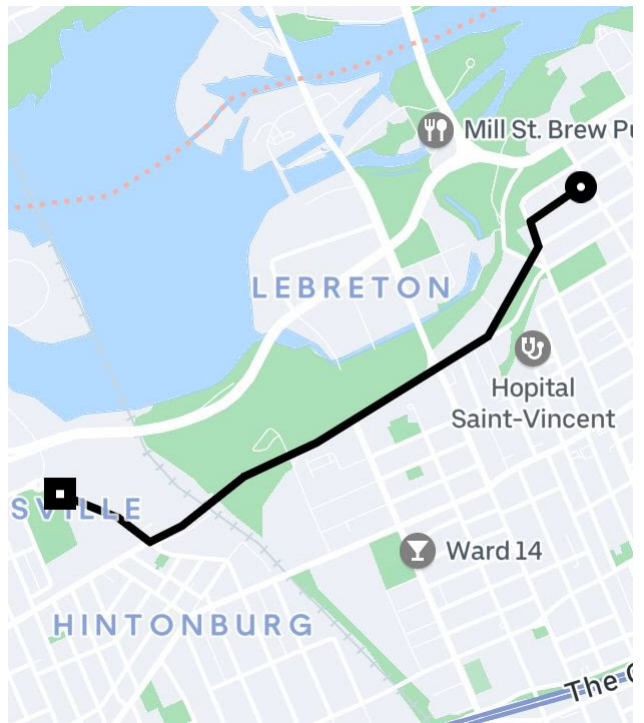 Mill St. Brew Pu
LEBRETON
Hopital
Saint-Vincent
SVILLE
Ward 14
HINTONBURG
The